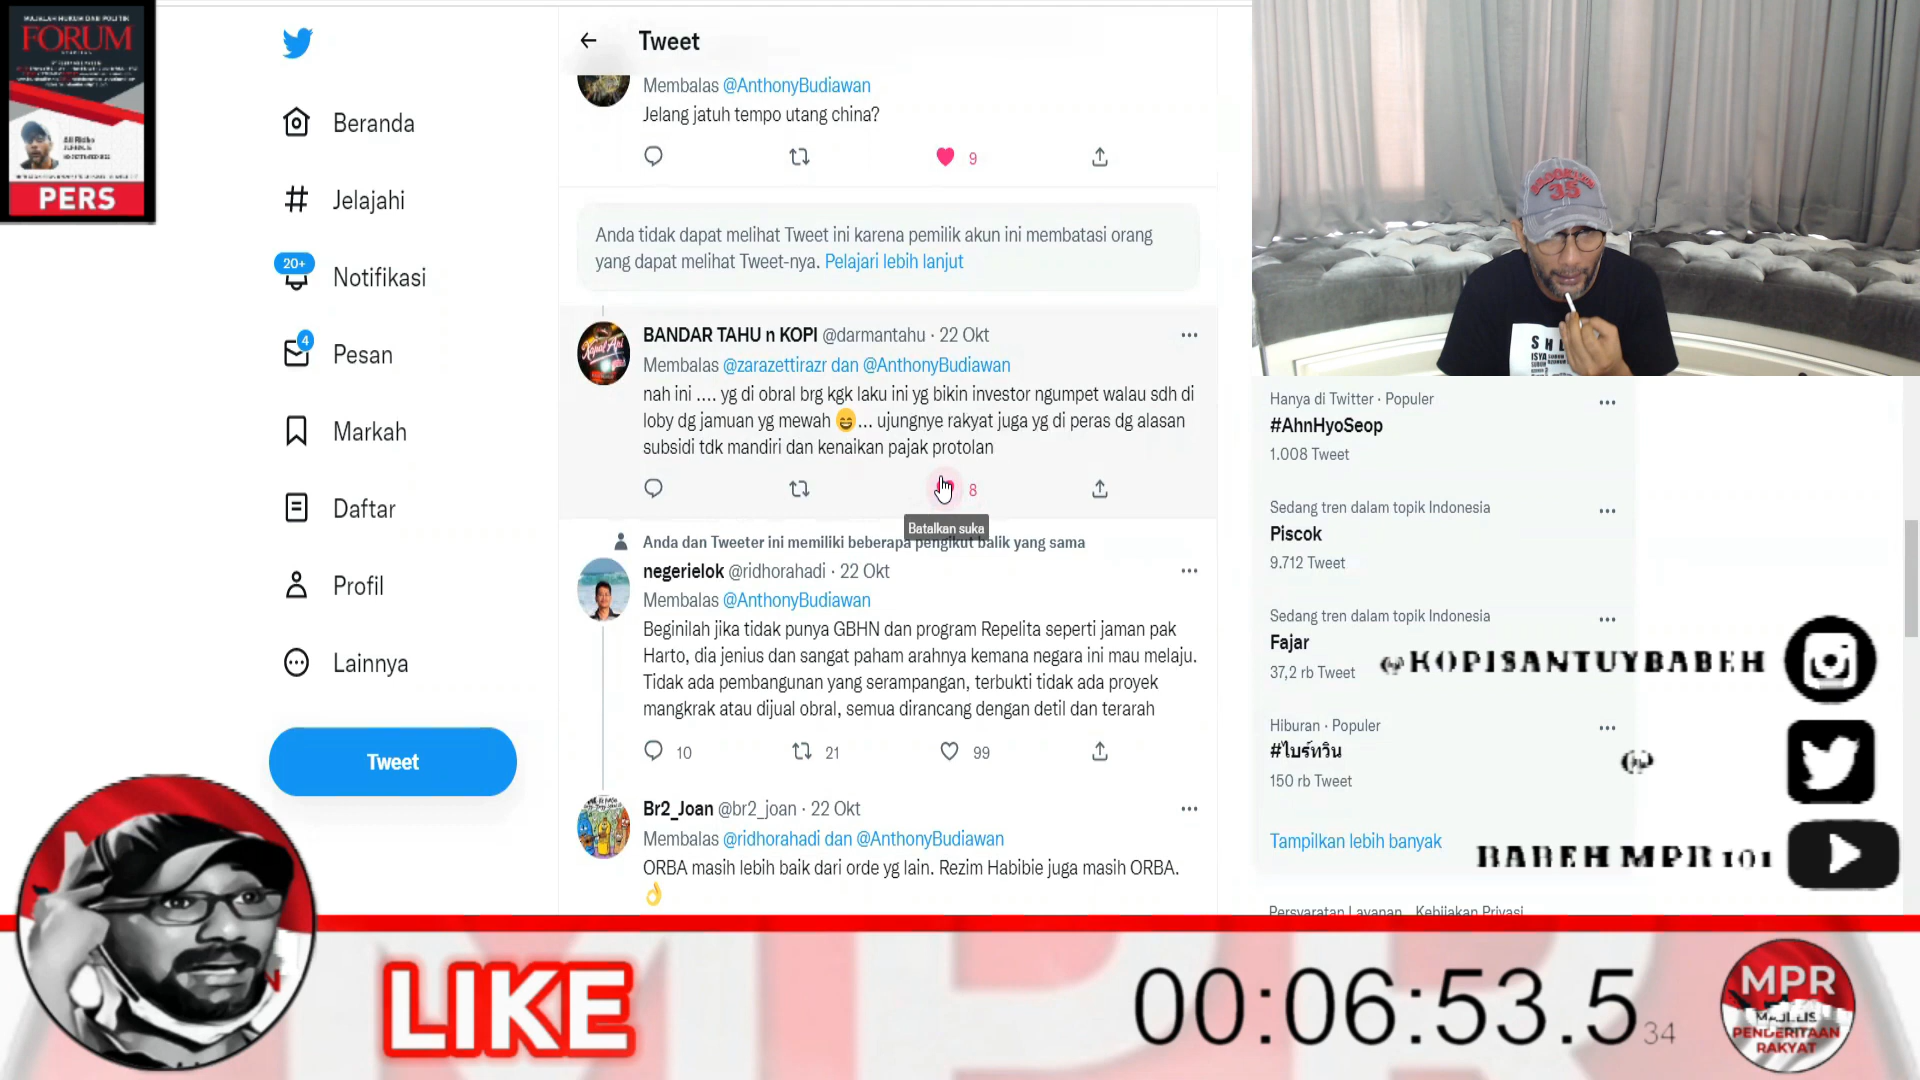 MAJALAH HUKUM DAN POLITIK
FORUM
PERS
Tweet
Membalas @AnthonyBudiawan
Jelang jatuh tempo utang china?
9
Anda tidak dapat melihat Tweet ini karena pemilik akun ini membatasi orang
yang dapat melihat Tweet-nya. Pelajari lebih lanjut
BANDAR TAHU n KOPI @darmantahu · 22 Okt
Membalas @zarazettirazr dan @AnthonyBudiawan
nah ini .... yg di obral brg kgk laku ini yg bikin investor ngumpet walau sdh di
loby dg jamuan yg mewah 😄... ujungnye rakyat juga yg di peras dg alasan
subsidi tdk mandiri dan kenaikan pajak protolan
8
Batalkan suka
Anda dan Tweeter ini memiliki beberapa pengikut balik yang sama
negerielok @ridhorahadi · 22 Okt
Membalas @AnthonyBudiawan
Beginilah jika tidak punya GBHN dan program Repelita seperti jaman pak
Harto, dia jenius dan sangat paham arahnya kemana negara ini mau melaju.
Tidak ada pembangunan yang serampangan, terbukti tidak ada proyek
mangkrak atau dijual obral, semua dirancang dengan detil dan terarah
10 21 99
Br2_Joan @br2_joan · 22 Okt
Membalas @ridhorahadi dan @AnthonyBudiawan
ORBA masih lebih baik dari orde yg lain. Rezim Habibie juga masih ORBA.
👌
Beranda
Jelajahi
20+
Notifikasi
4
Pesan
Markah
Daftar
Profil
Lainnya
Tweet
BROOKLYN
35
Hanya di Twitter · Populer
#AhnHyoSeop
1.008 Tweet
Sedang tren dalam topik Indonesia
Piscok
9.712 Tweet
Sedang tren dalam topik Indonesia
Fajar
37,2 rb Tweet
Hiburan · Populer
#ไบร์ทวิน
150 rb Tweet
Tampilkan lebih banyak
Persyaratan Layanan Kebijakan Privasi
@KOPISANTUYBABEH
@
BABEH MPR 101
LIKE
00:06:53.5
34
MPR
MAJELIS
PENDERITAAN
RAKYAT